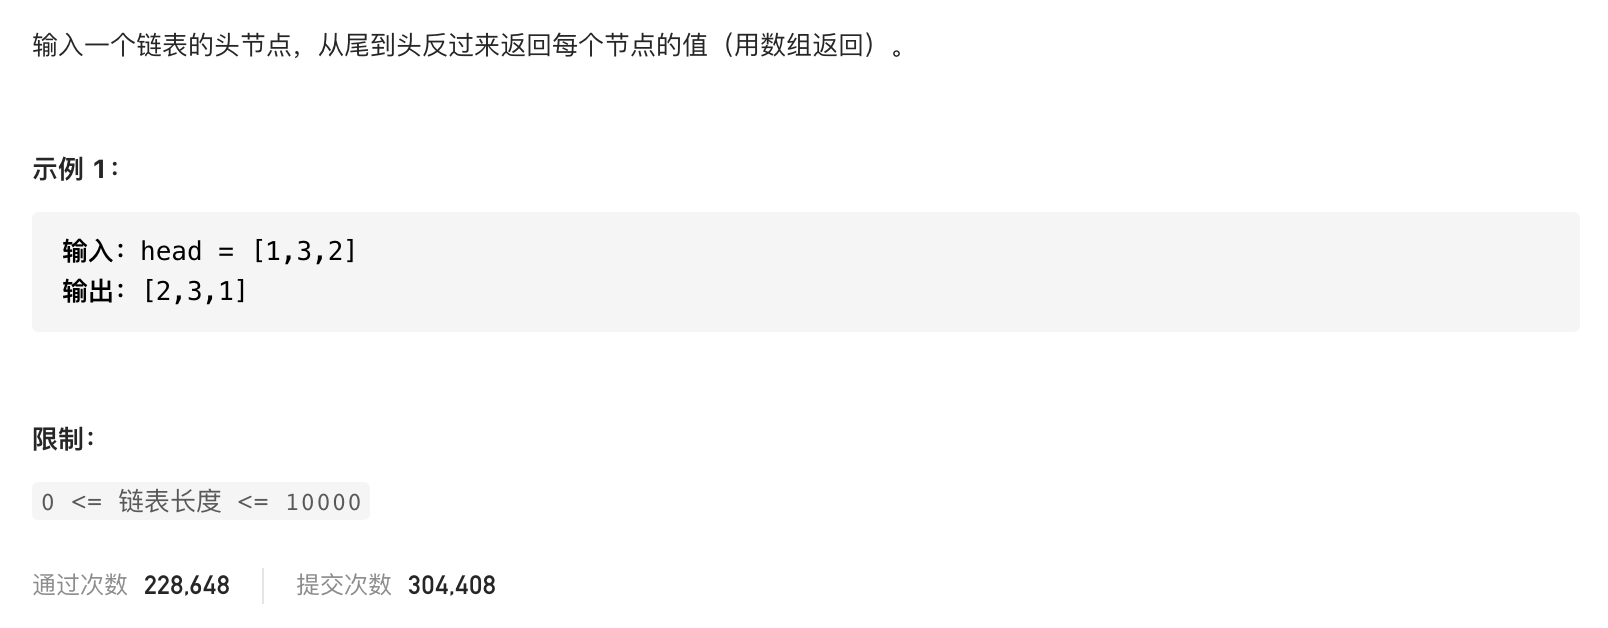 输入一个链表的头节点，从尾到头反过来返回每个节点的值（用数组返回）。
示例 1：
输入：head = [1,3,2]
输出：[2,3,1]
限制：
0 <= 链表长度 <= 10000
通过次数 228,648 提交次数 304,408